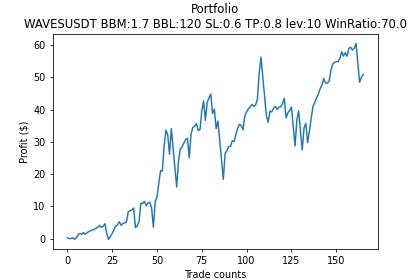 Portfolio
WAVESUSDT BBM:1.7 BBL:120 SL:0.6 TP:0.8 lev:10 WinRatio:70.0
60
50
40
30
20
10
0
Profit ($)
0 25 50 75 100 125 150
Trade counts